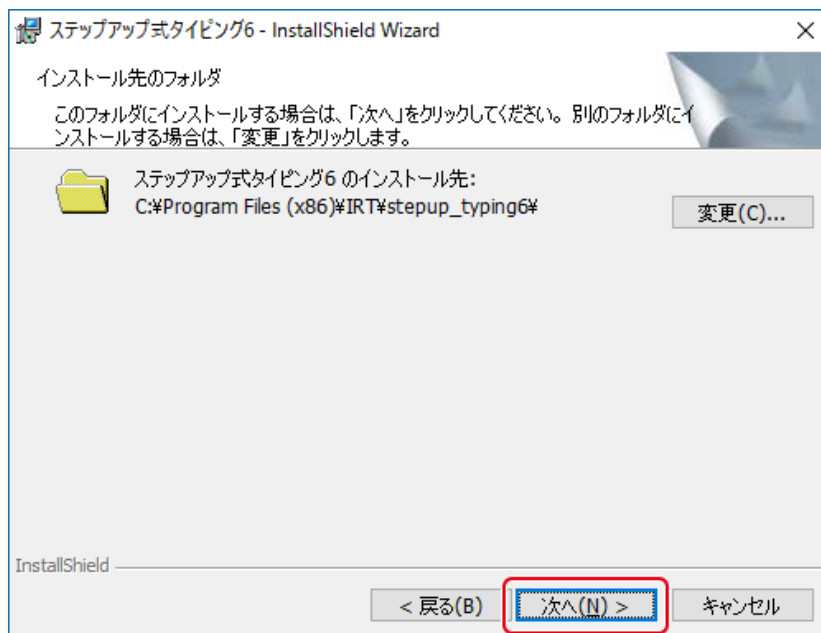 ステップアップ式タイピング6 - InstallShield Wizard
インストール先のフォルダ
このフォルダにインストールする場合は、「次へ」をクリックしてください。別のフォルダにイ
ンストールする場合は、「変更」をクリックします。
ステップアップ式タイピング6 のインストール先:
C:¥Program Files (x86)¥IRT¥stepup_typing6¥
変更(C)...
InstallShield
< 戻る(B)
次へ(N) >
キャンセル